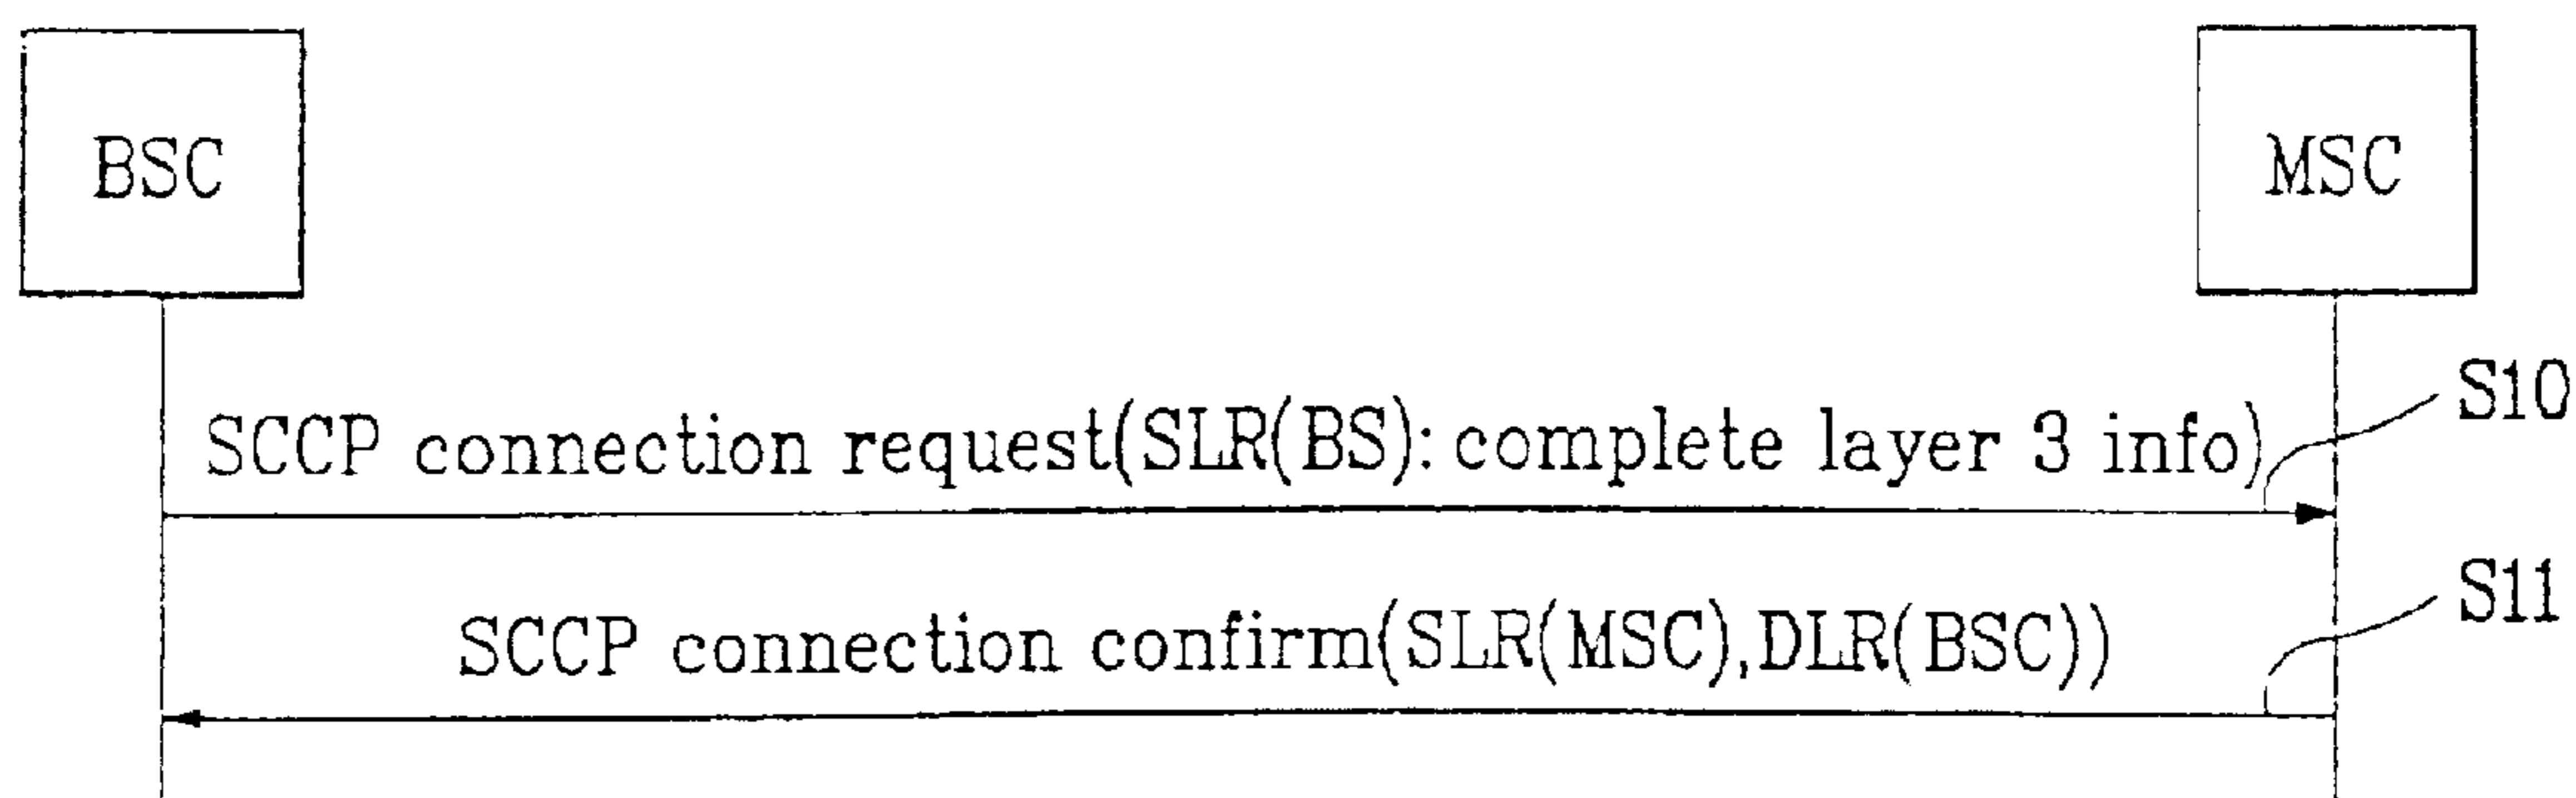 BSC
MSC
S10
SCCP connection request(SLR(BS): complete layer 3 info)
S11
SCCP connection confirm(SLR(MSC),DLR(BSC))